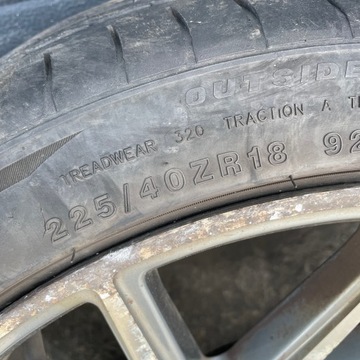 OUTSIDE
TREADWEAR 320 TRACTION A
225/40ZR18 92